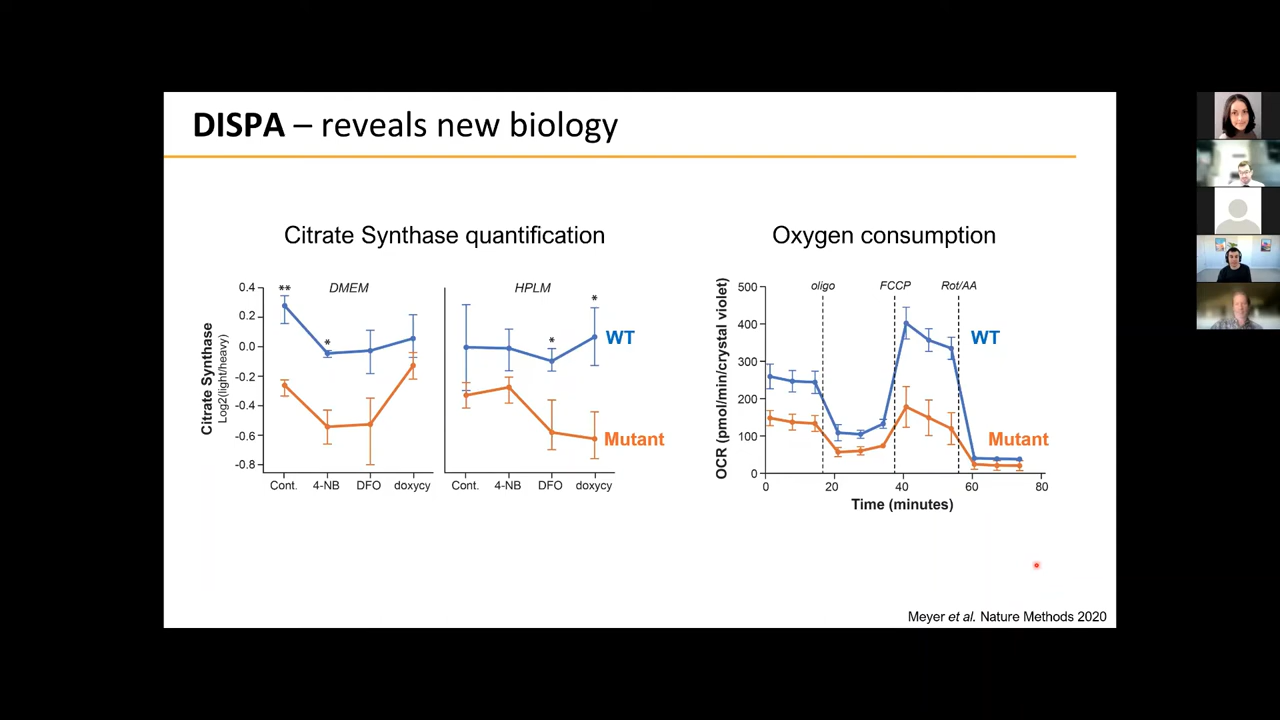 DISPA – reveals new biology
Citrate Synthase quantification
Citrate Synthase
Log2(light/heavy)
0.4
0.2
0.0
-0.2
-0.4
-0.6
-0.8
DMEM
HPLM
**
*
*
*
WT
Mutant
Cont.
4-NB
DFO
doxycy
Cont.
4-NB
DFO
doxycy
Oxygen consumption
OCR (pmol/min/crystal violet)
500
400
300
200
100
0
oligo
FCCP
Rot/AA
WT
Mutant
0
20
40
60
80
Time (minutes)
Meyer et al. Nature Methods 2020